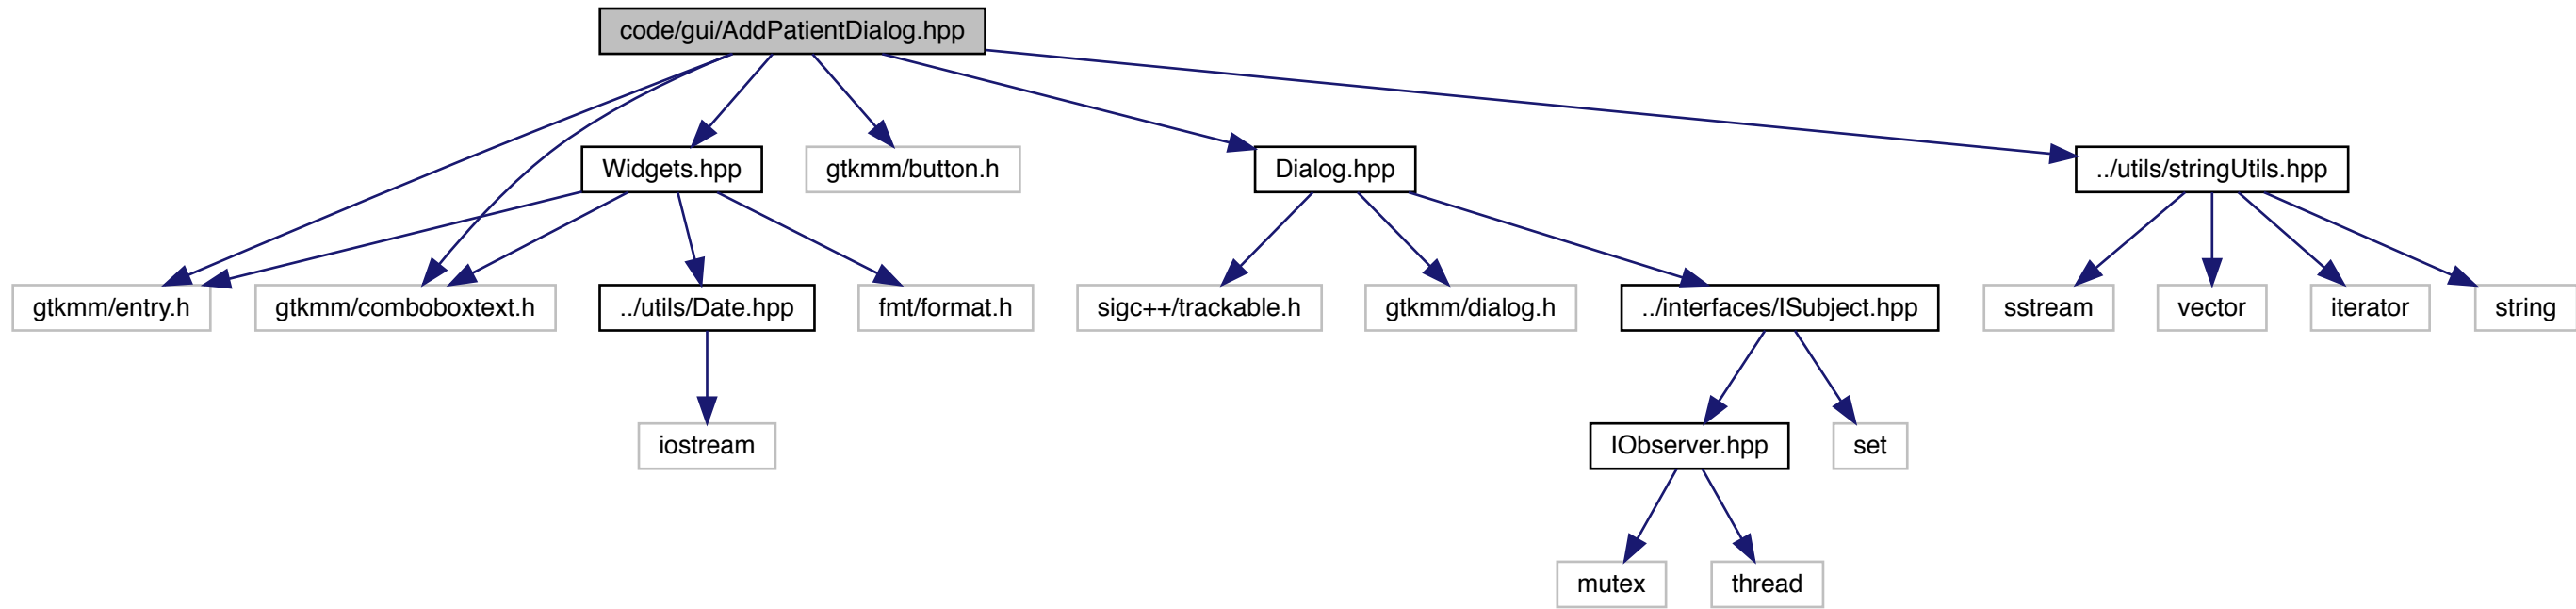 code/gui/AddPatientDialog.hpp
Widgets.hpp
gtkmm/button.h
Dialog.hpp
../utils/stringUtils.hpp
gtkmm/entry.h
gtkmm/comboboxtext.h
../utils/Date.hpp
fmt/format.h
sigc++/trackable.h
gtkmm/dialog.h
../interfaces/ISubject.hpp
sstream
vector
iterator
string
iostream
IObserver.hpp
set
mutex
thread